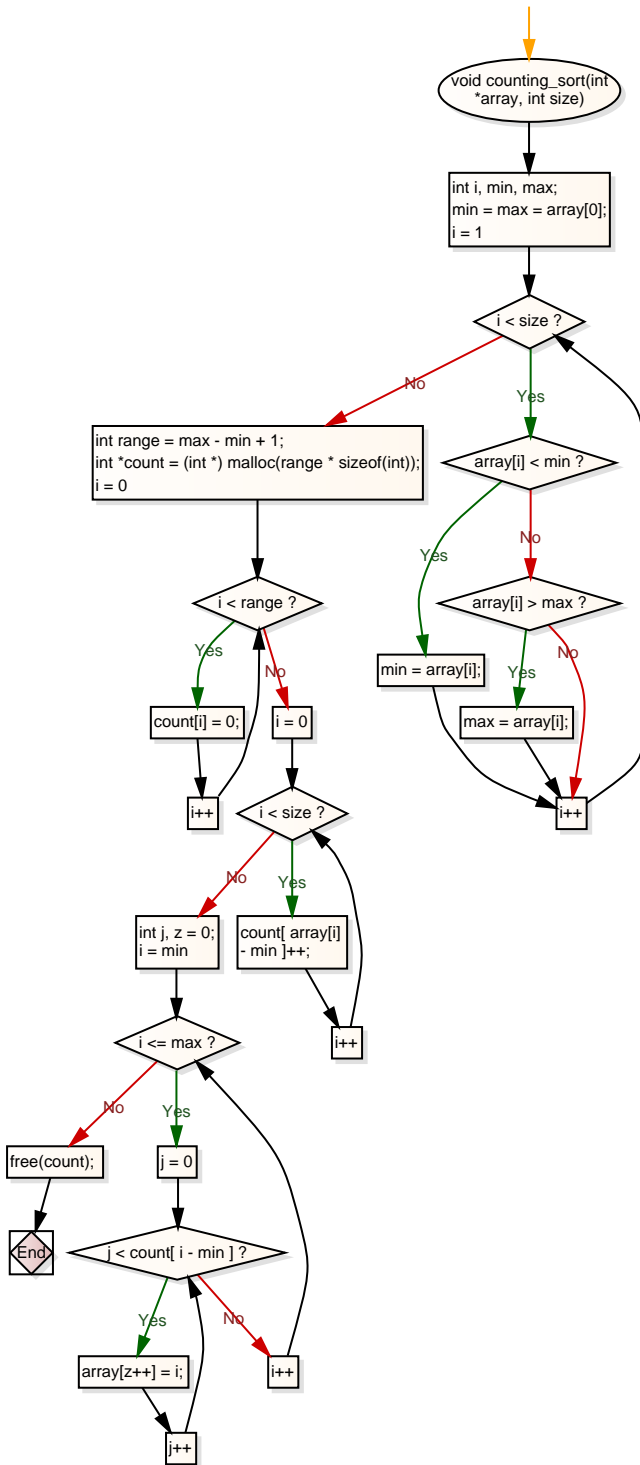 void counting_sort(int
*array, int size)
int i, min, max;
min = max = array[0];
i = 1
i < size ?
No
Yes
int range = max - min + 1;
int *count = (int *) malloc(range * sizeof(int));
i = 0
array[i] < min ?
Yes
No
i < range ?
array[i] > max ?
Yes
No
min = array[i];
Yes
No
count[i] = 0;
i = 0
max = array[i];
i++
i < size ?
i++
No
Yes
int j, z = 0;
i = min
count[ array[i]
- min ]++;
i <= max ?
i++
No
Yes
free(count);
j = 0
End
j < count[ i - min ] ?
Yes
No
array[z++] = i;
i++
j++